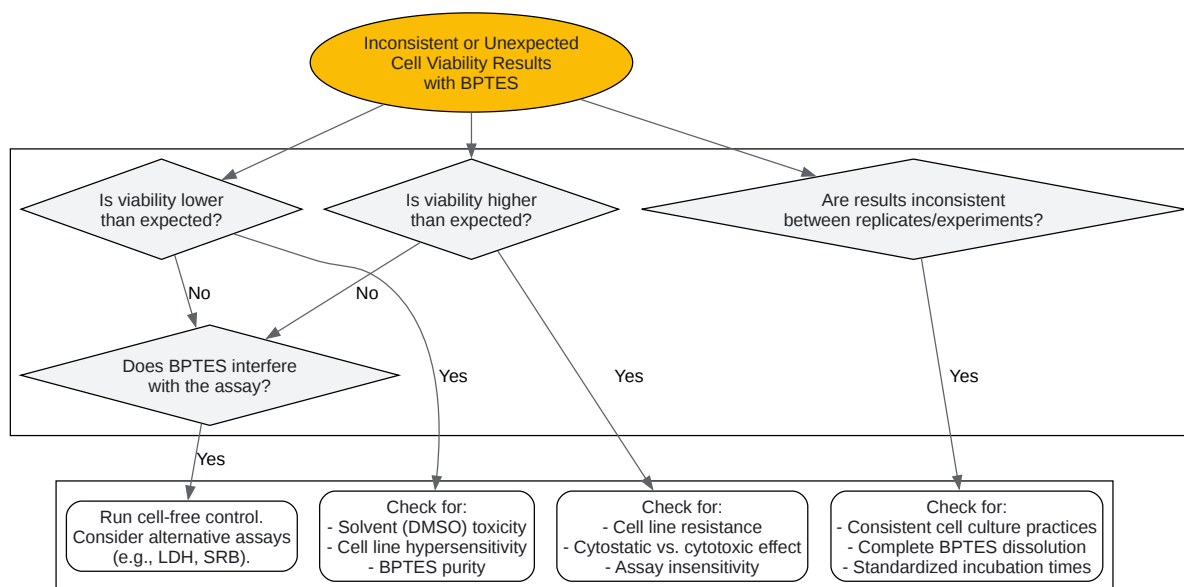 Inconsistent or Unexpected
Cell Viability Results
with BPTES
Is viability lower
than expected?
Is viability higher
than expected?
Are results inconsistent
between replicates/experiments?
No
No
Does BPTES interfere
with the assay?
Yes
Yes
Yes
Yes
Run cell-free control.
Consider alternative assays
(e.g., LDH, SRB).
Check for:
- Solvent (DMSO) toxicity
- Cell line hypersensitivity
- BPTES purity
Check for:
- Cell line resistance
- Cytostatic vs. cytotoxic effect
- Assay insensitivity
Check for:
- Consistent cell culture practices
- Complete BPTES dissolution
- Standardized incubation times